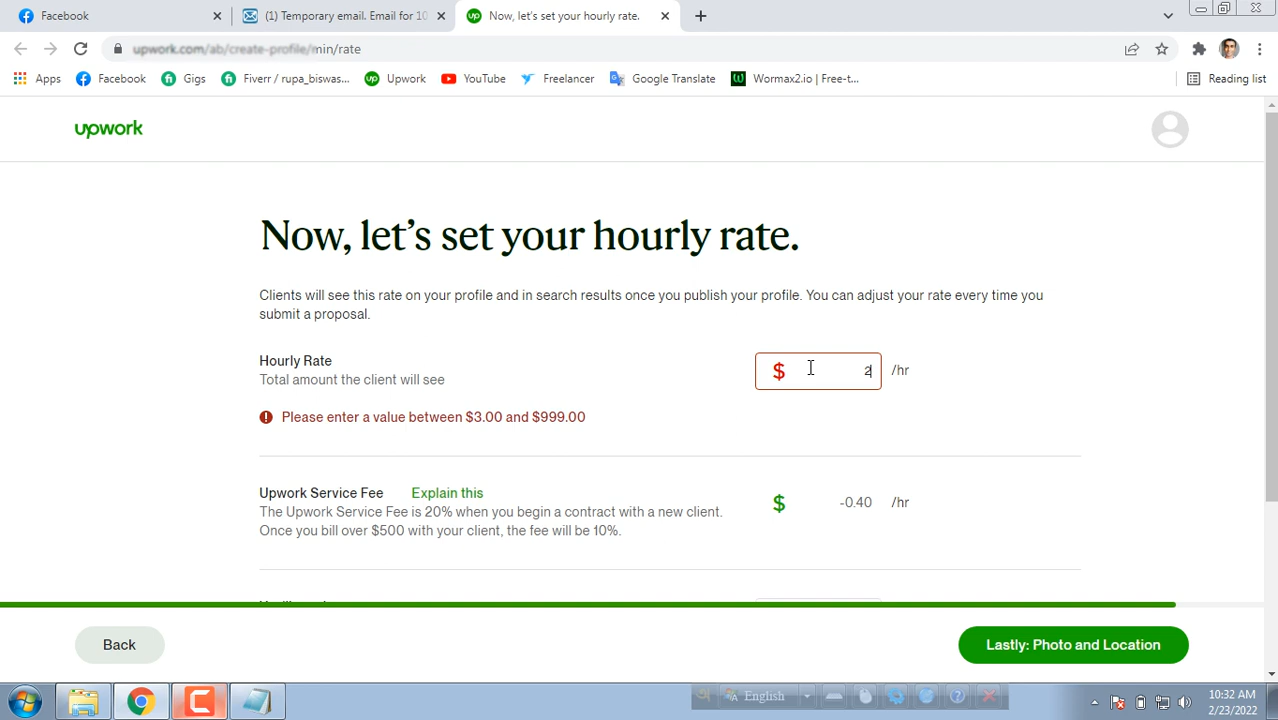 Facebook
(1) Temporary email. Email for 10
Now, let's set your hourly rate.
upwork.com/ab/create-profile/min/rate
Apps
Facebook
Gigs
Fiverr / rupa_biswas...
Upwork
YouTube
Freelancer
Google Translate
Wormax2.io | Free-t...
Reading list
upwork
Now, let's set your hourly rate.
Clients will see this rate on your profile and in search results once you publish your profile. You can adjust your rate every time you
submit a proposal.
Hourly Rate
Total amount the client will see
$ 2 /hr
Please enter a value between $3.00 and $999.00
Upwork Service Fee Explain this
The Upwork Service Fee is 20% when you begin a contract with a new client.
Once you bill over $500 with your client, the fee will be 10%.
$ -0.40 /hr
Back
Lastly: Photo and Location
English
10:32 AM
2/23/2022